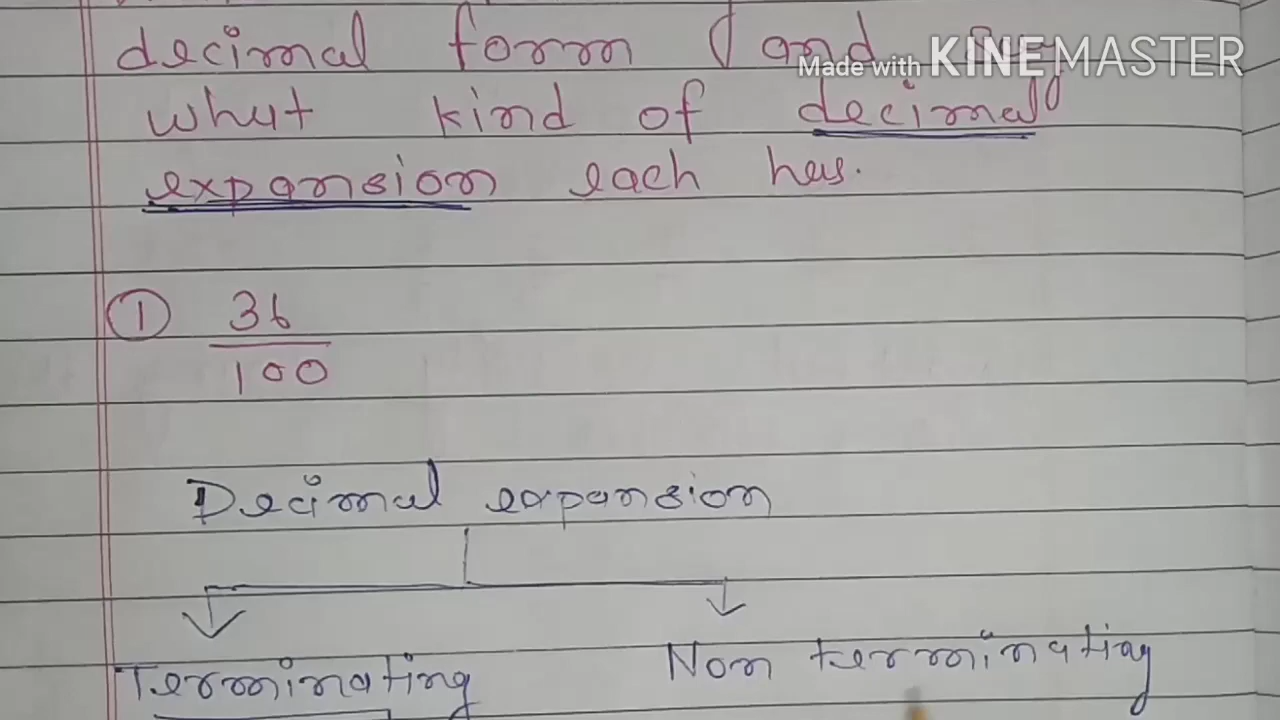 decimal form and
Made with KINEMASTER
what kind of decimal
expansion each has.
1 36
100
Decimal expansion
Terminating Non terminating